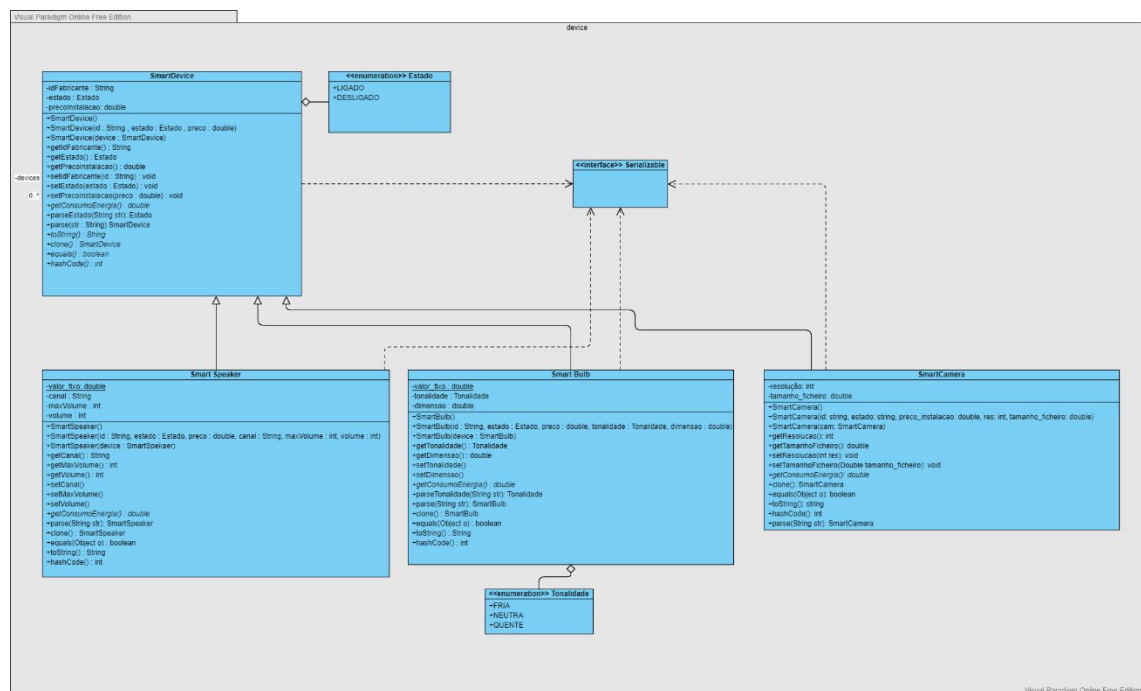 Visual Paradigm Online Free Edition
device
SmartDevice
-idFabricante : String
-estado : Estado
-precoInstalacao: double
+SmartDevice()
+SmartDevice(id : String , estado : Estado , preco : double)
+SmartDevice(device : SmartDevice)
+getIdFabricante() : String
+getEstado() : Estado
+getPrecoInstalacao() : double
+setIdFabricante(id : String) : void
+setEstado(estado : Estado) : void
+setPrecoInstalacao(preco : double) : void
+getConsumoEnergia() : double
+parseEstado(String str): Estado
+parse(str : String) SmartDevice
+toString() : String
+clone() : SmartDevice
+equals() : boolean
+hashCode() : int
-devices
0..*
<<enumeration>> Estado
+LIGADO
+DESLIGADO
<<interface>> Serializable
Smart Speaker
-valor_fixo: double
-canal : String
-maxVolume : int
-volume : int
+SmartSpeaker()
+SmartSpeaker(id : String, estado : Estado, preco : double, canal : String, maxVolume : int, volume : int)
+SmartSpeaker(device : SmartSpekaer)
+getCanal() : String
+getMaxVolume() : int
+getVolume() : int
+setCanal()
+setMaxVolume()
+setVolume()
+getConsumoEnergia() : double
+parse(String str): SmartSpeaker
+clone() : SmartSpeaker
+equals(Object o) : boolean
+toString() : String
+hashCode() : int
Smart Bulb
-valor_fixo : double
-tonalidade : Tonalidade
-dimensao : double
+SmartBulb()
+SmartBulb(id : String, estado : Estado, preco : double, tonalidade : Tonalidade, dimensao : double)
+SmartBulb(device : SmartBulb)
+getTonalidade() : Tonalidade
+getDimensao() : double
+setTonalidade()
+setDimensao()
+getConsumoEnergia() : double
+parseTonalidade(String str): Tonalidade
+parse(String str) : SmartBulb
+clone() : SmartBulb
+equals(Object o) : boolean
+toString() : String
+hashCode() : int
SmartCamera
-resolução: int
-tamanho_ficheiro: double
+SmartCamera()
+SmartCamera(id: string, estado: string, preco_instalacao: double, res: int, tamanho_ficheiro: double)
+SmartCamera(cam: SmartCamera)
+getResolucao(): int
+getTamanhoFicheiro(): double
+setResolucao(int res): void
+setTamanhoFicheiro(Double tamanho_ficheiro): void
+getConsumoEnergia(): double
+clone(): SmartCamera
+equals(Object o): boolean
+toString(): string
+hashCode(): int
+parse(String str): SmartCamera
<<enumeration>> Tonalidade
+FRIA
+NEUTRA
+QUENTE
Visual Paradigm Online Free Edition